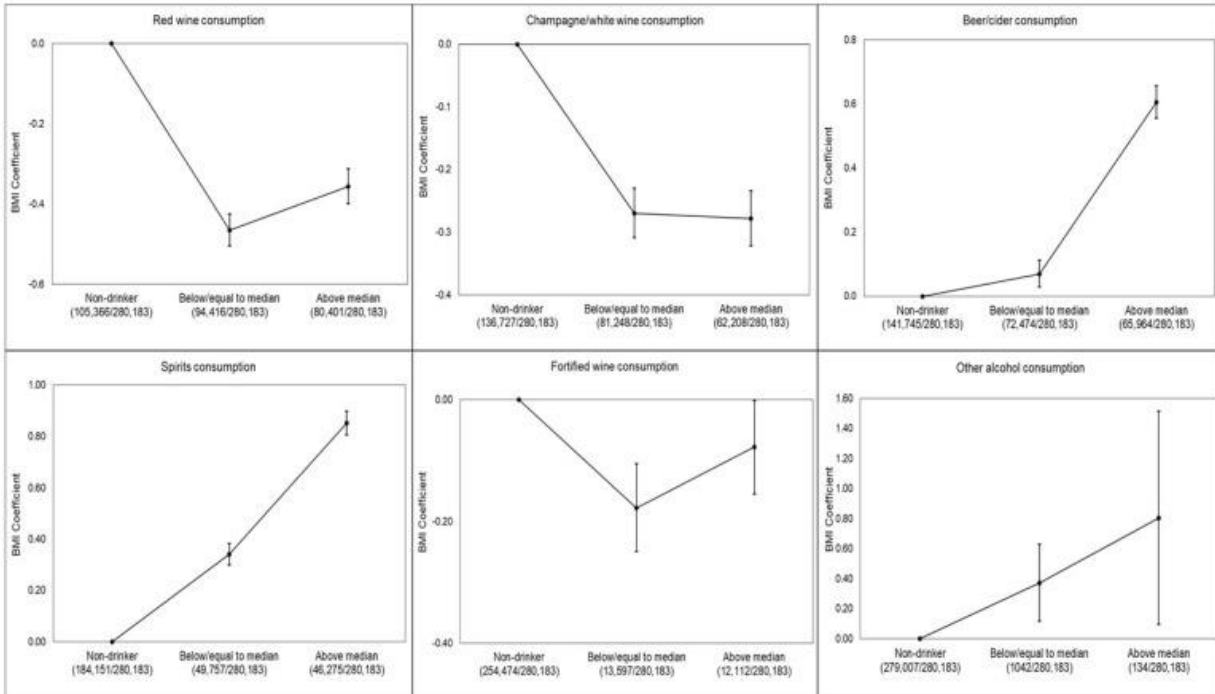 Red wine consumption
0.0
-0.2
-0.4
-0.6
BMI Coefficient
Non-drinker
(105,366/280,183)
Below/equal to median
(94,416/280,183)
Above median
(80,401/280,183)
Champagne/white wine consumption
0.0
-0.1
-0.2
-0.3
-0.4
BMI Coefficient
Non-drinker
(136,727/280,183)
Below/equal to median
(81,248/280,183)
Above median
(62,208/280,183)
Beer/cider consumption
0.8
0.6
0.4
0.2
0.0
BMI Coefficient
Non-drinker
(141,745/280,183)
Below/equal to median
(72,474/280,183)
Above median
(65,964/280,183)
Spirits consumption
1.00
0.80
0.60
0.40
0.20
0.00
BMI Coefficient
Non-drinker
(184,151/280,183)
Below/equal to median
(49,757/280,183)
Above median
(46,275/280,183)
Fortified wine consumption
0.00
-0.20
-0.40
BMI Coefficient
Non-drinker
(254,474/280,183)
Below/equal to median
(13,597/280,183)
Above median
(12,112/280,183)
Other alcohol consumption
1.60
1.40
1.20
1.00
0.80
0.60
0.40
0.20
0.00
BMI Coefficient
Non-drinker
(279,007/280,183)
Below/equal to median
(1042/280,183)
Above median
(134/280,183)